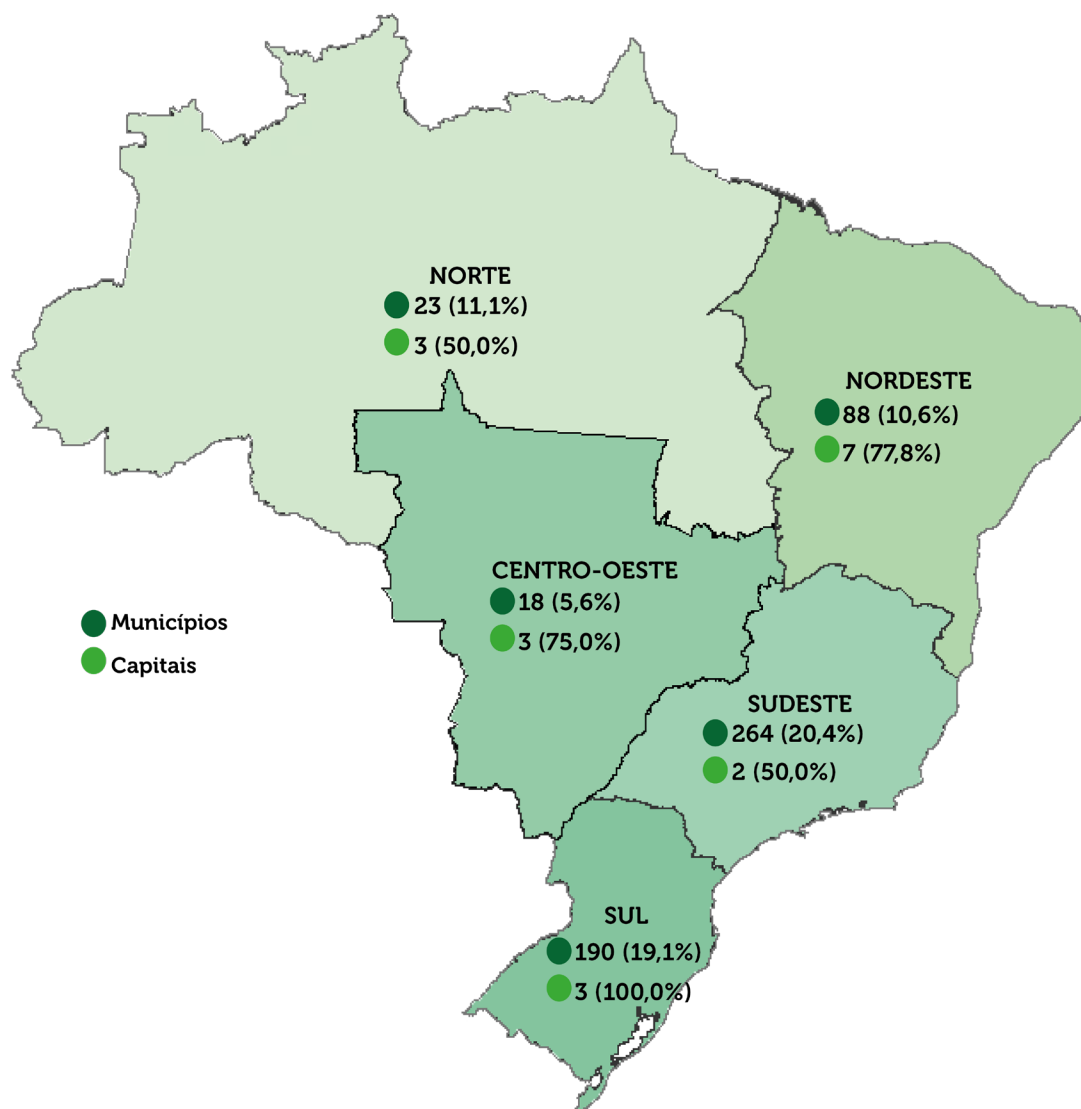 NORTE
23 (11,1%)
3 (50,0%)
NORDESTE
88 (10,6%)
7 (77,8%)
CENTRO-OESTE
18 (5,6%)
3 (75,0%)
Municípios
Capitais
SUDESTE
264 (20,4%)
2 (50,0%)
SUL
190 (19,1%)
3 (100,0%)